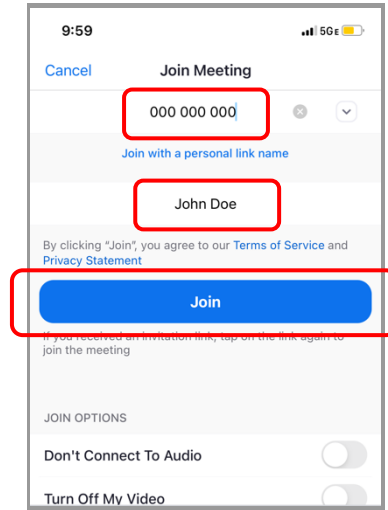 9:59 5GE
Cancel Join Meeting
000 000 000
Join with a personal link name
John Doe
By clicking “Join”, you agree to our Terms of Service and
Privacy Statement
Join
If you received an invitation link, tap on the link again to
join the meeting
JOIN OPTIONS
Don't Connect To Audio
Turn Off My Video